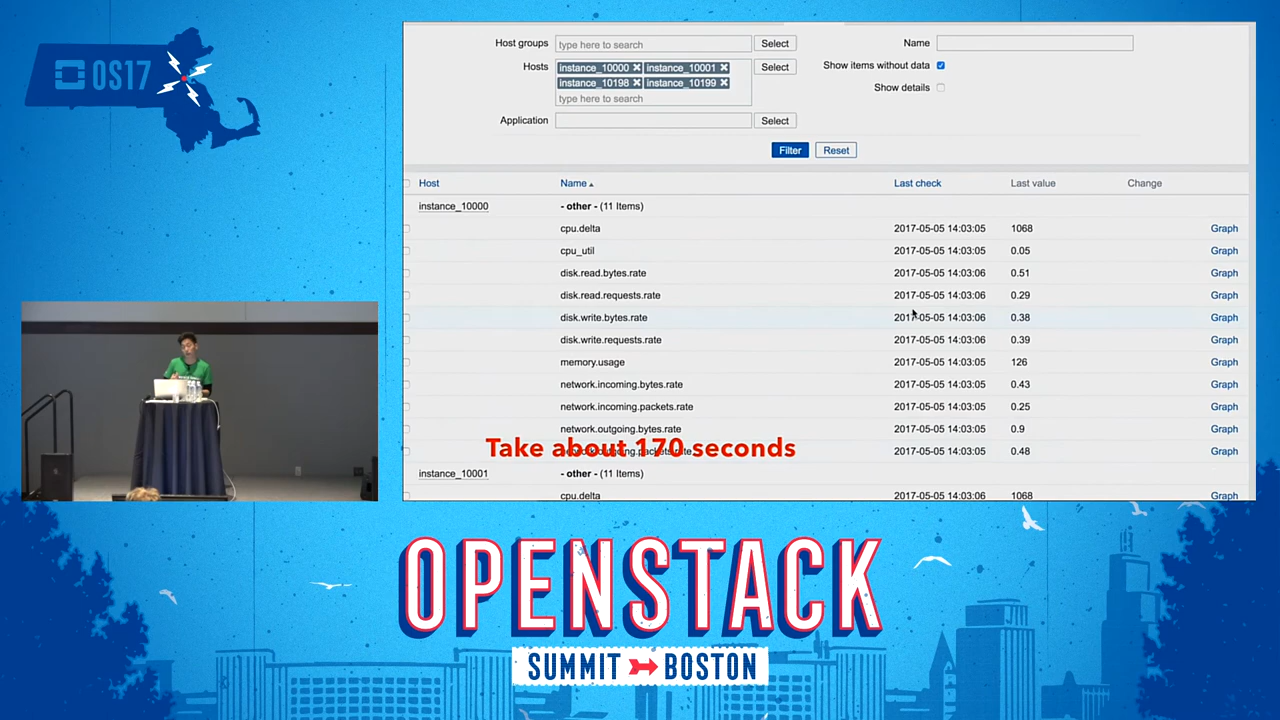 OS17
Host groups type here to search Select Name
Hosts instance_10000 instance_10001 Select Show items without data
instance_10198 instance_10199 Show details
type here to search
Application Select
Filter Reset
Host Name Last check Last value Change
instance_10000 - other - (11 Items)
cpu.delta 2017-05-05 14:03:05 1068 Graph
cpu_util 2017-05-05 14:03:05 0.05 Graph
disk.read.bytes.rate 2017-05-05 14:03:06 0.51 Graph
disk.read.requests.rate 2017-05-05 14:03:06 0.29 Graph
disk.write.bytes.rate 2017-05-05 14:03:06 0.38 Graph
disk.write.requests.rate 2017-05-05 14:03:06 0.39 Graph
memory.usage 2017-05-05 14:03:05 126 Graph
network.incoming.bytes.rate 2017-05-05 14:03:05 0.43 Graph
network.incoming.packets.rate 2017-05-05 14:03:05 0.25 Graph
network.outgoing.bytes.rate 2017-05-05 14:03:06 0.9 Graph
2017-05-05 14:03:06 0.48 Graph
Take about 170 seconds
instance_10001 - other - (11 Items)
cpu.delta 2017-05-05 14:03:06 1068 Graph
OPENSTACK
SUMMIT BOSTON